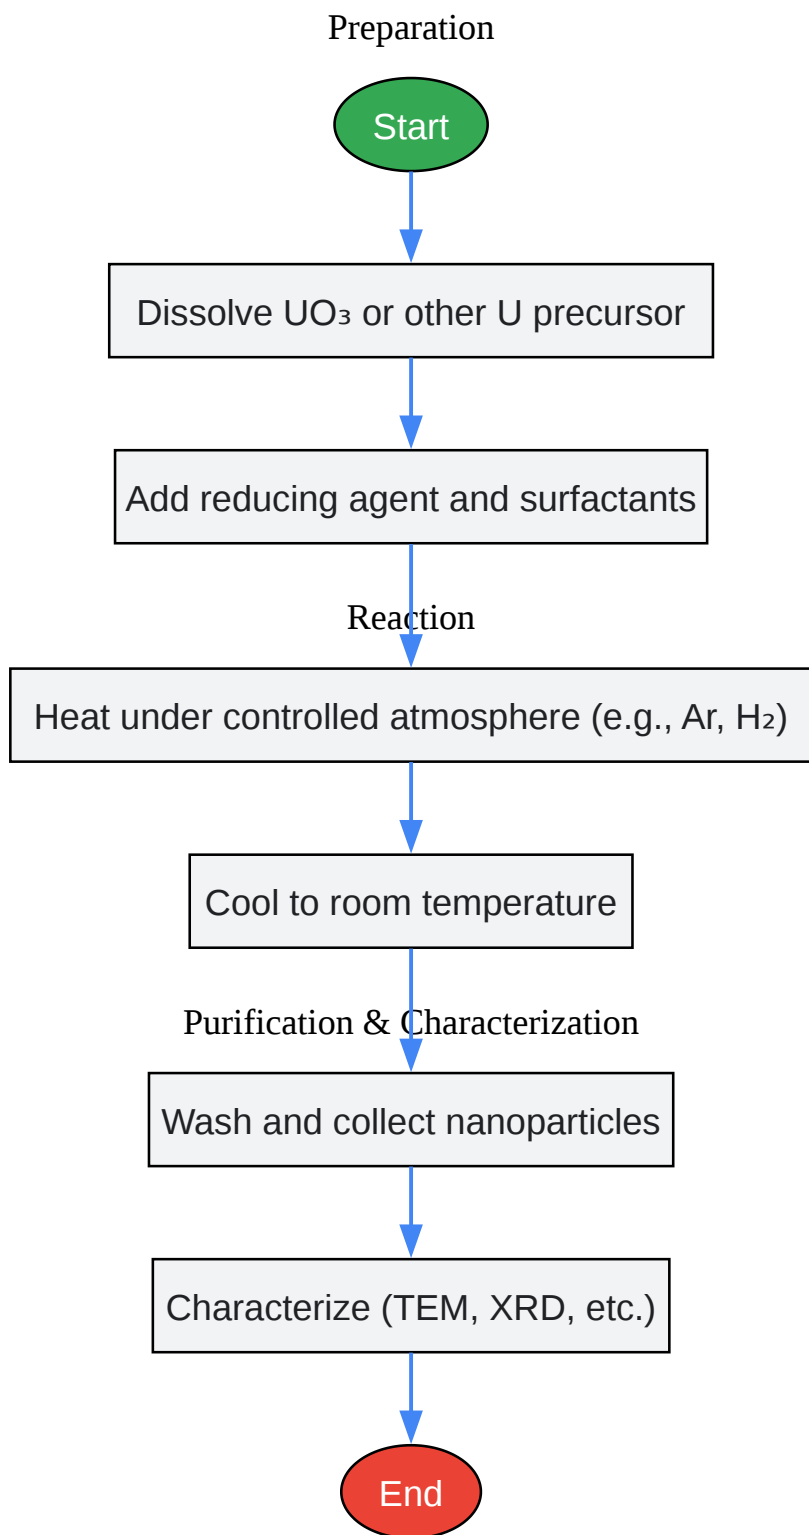 Preparation
Start
Dissolve UO₃ or other U precursor
Add reducing agent and surfactants
Reaction
Heat under controlled atmosphere (e.g., Ar, H₂)
Cool to room temperature
Purification & Characterization
Wash and collect nanoparticles
Characterize (TEM, XRD, etc.)
End